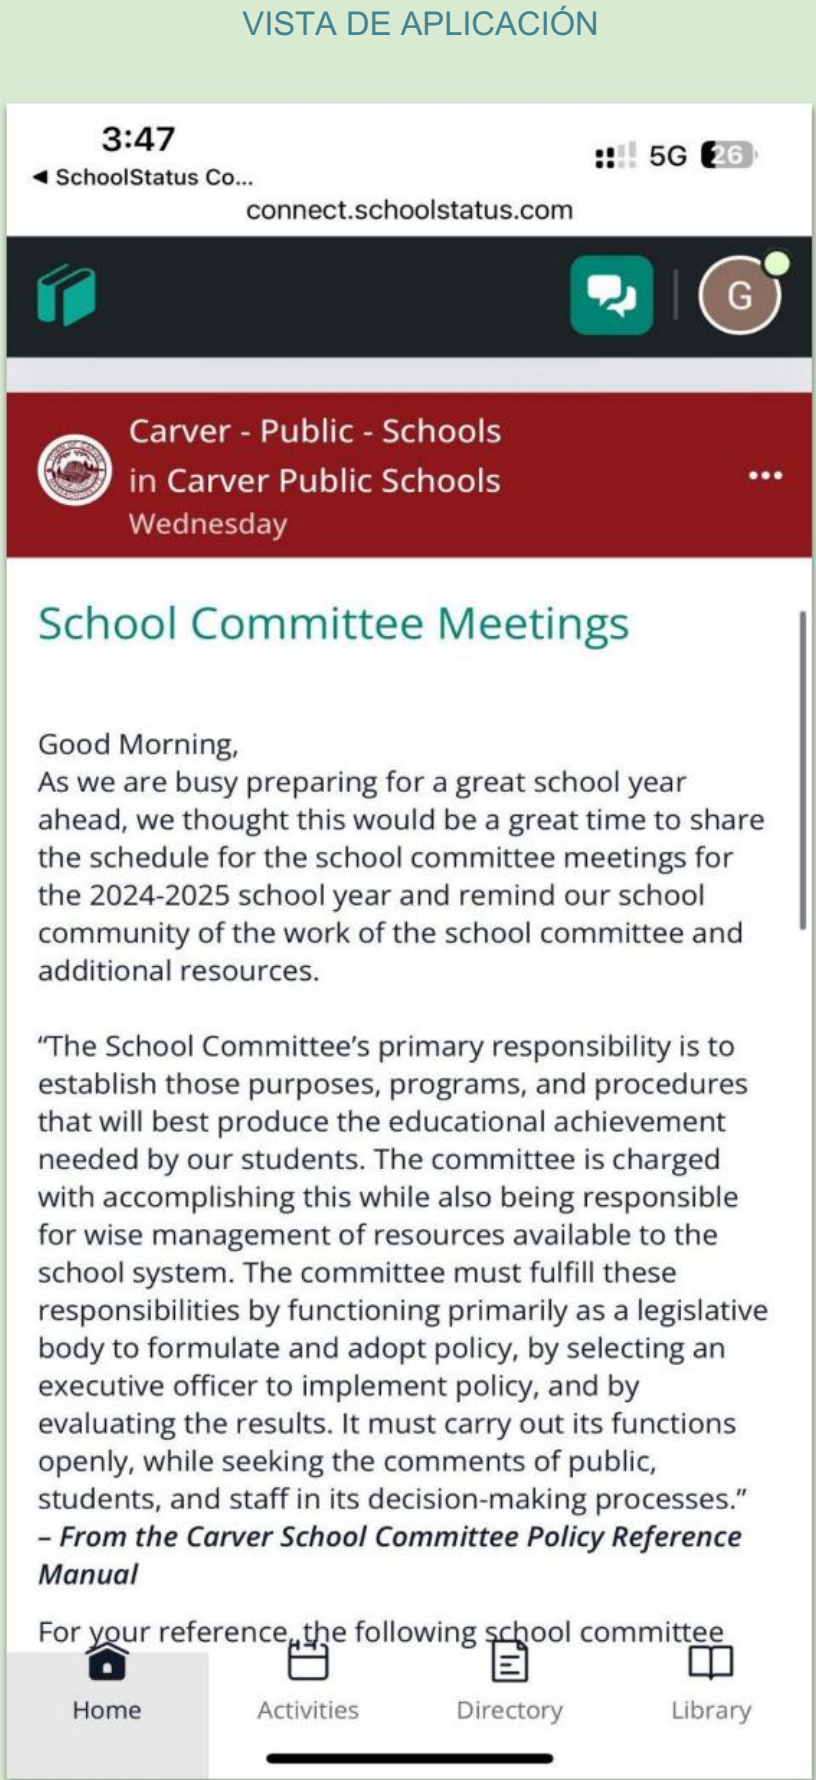 VISTA DE APLICACIÓN
3:47
5G 26
◄ SchoolStatus Co...
connect.schoolstatus.com
G
Carver - Public - Schools
in Carver Public Schools
Wednesday
School Committee Meetings
Good Morning,
As we are busy preparing for a great school year
ahead, we thought this would be a great time to share
the schedule for the school committee meetings for
the 2024-2025 school year and remind our school
community of the work of the school committee and
additional resources.
“The School Committee’s primary responsibility is to
establish those purposes, programs, and procedures
that will best produce the educational achievement
needed by our students. The committee is charged
with accomplishing this while also being responsible
for wise management of resources available to the
school system. The committee must fulfill these
responsibilities by functioning primarily as a legislative
body to formulate and adopt policy, by selecting an
executive officer to implement policy, and by
evaluating the results. It must carry out its functions
openly, while seeking the comments of public,
students, and staff in its decision-making processes.”
– From the Carver School Committee Policy Reference
Manual
For your reference, the following school committee
Home
Activities
Directory
Library